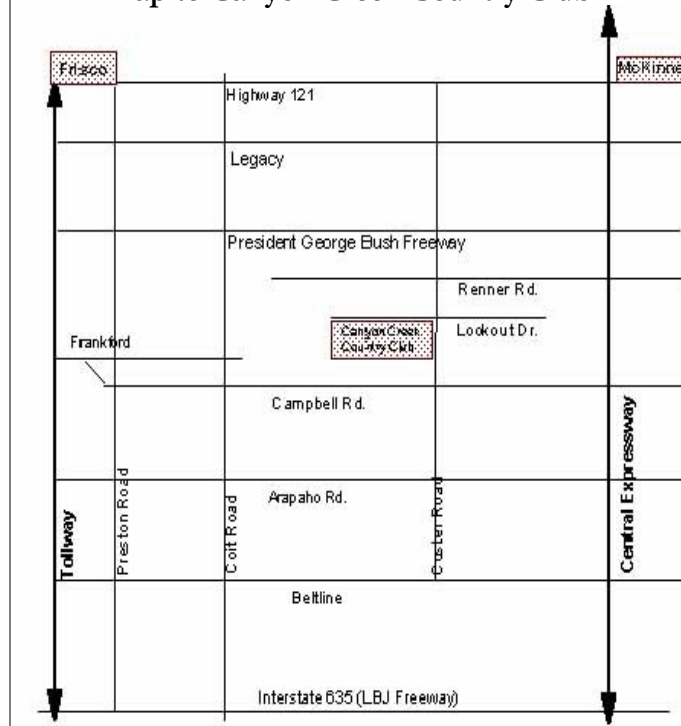 Frisco
McKinne
Highway 121
Legacy
President George Bush Freeway
Renner Rd.
Canyon Creek
Country Club
Lookout Dr.
Frankford
Campbell Rd.
Arapaho Rd.
Tollway
Preston Road
Coit Road
Custer Road
Central Expressway
Beltline
Interstate 635 (LBJ Freeway)